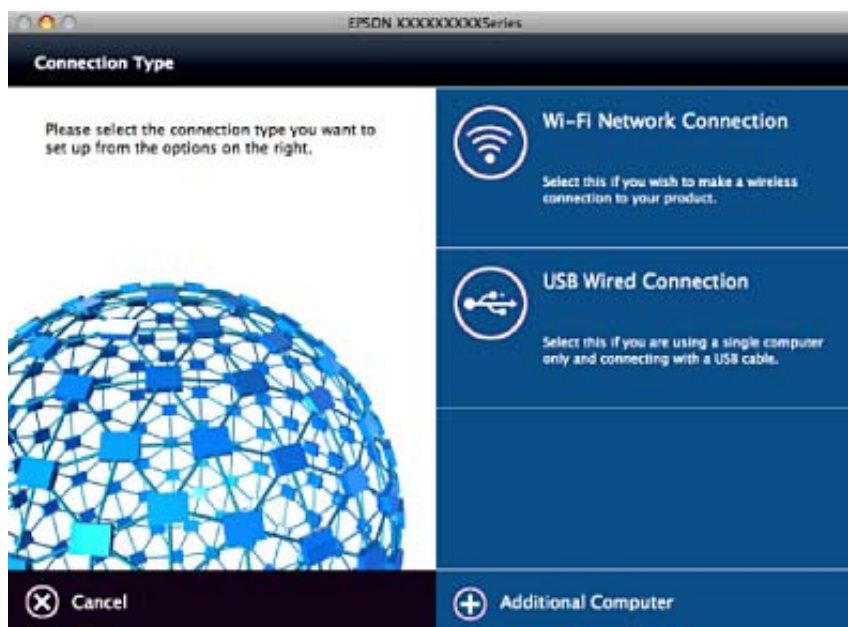 EPSON XXXXXXXXXSeries
Connection Type
Please select the connection type you want to
set up from the options on the right.
Wi-Fi Network Connection
Select this if you wish to make a wireless
connection to your product.
USB Wired Connection
Select this if you are using a single computer
only and connecting with a USB cable.
Cancel
Additional Computer